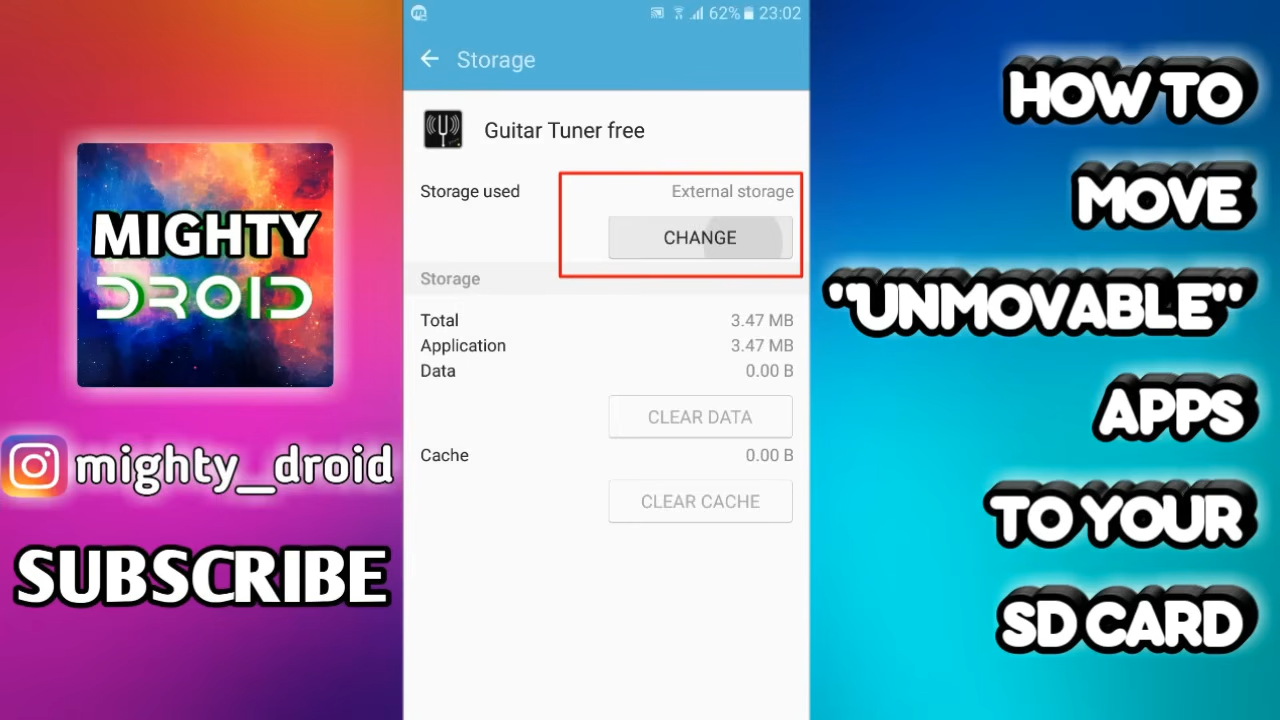 MIGHTY
DROID
mighty_droid
SUBSCRIBE
62% 23:02
Storage
Guitar Tuner free
Storage used External storage
CHANGE
Storage
Total 3.47 MB
Application 3.47 MB
Data 0.00 B
CLEAR DATA
Cache 0.00 B
CLEAR CACHE
HOW TO
MOVE
"UNMOVABLE"
APPS
TO YOUR
SD CARD